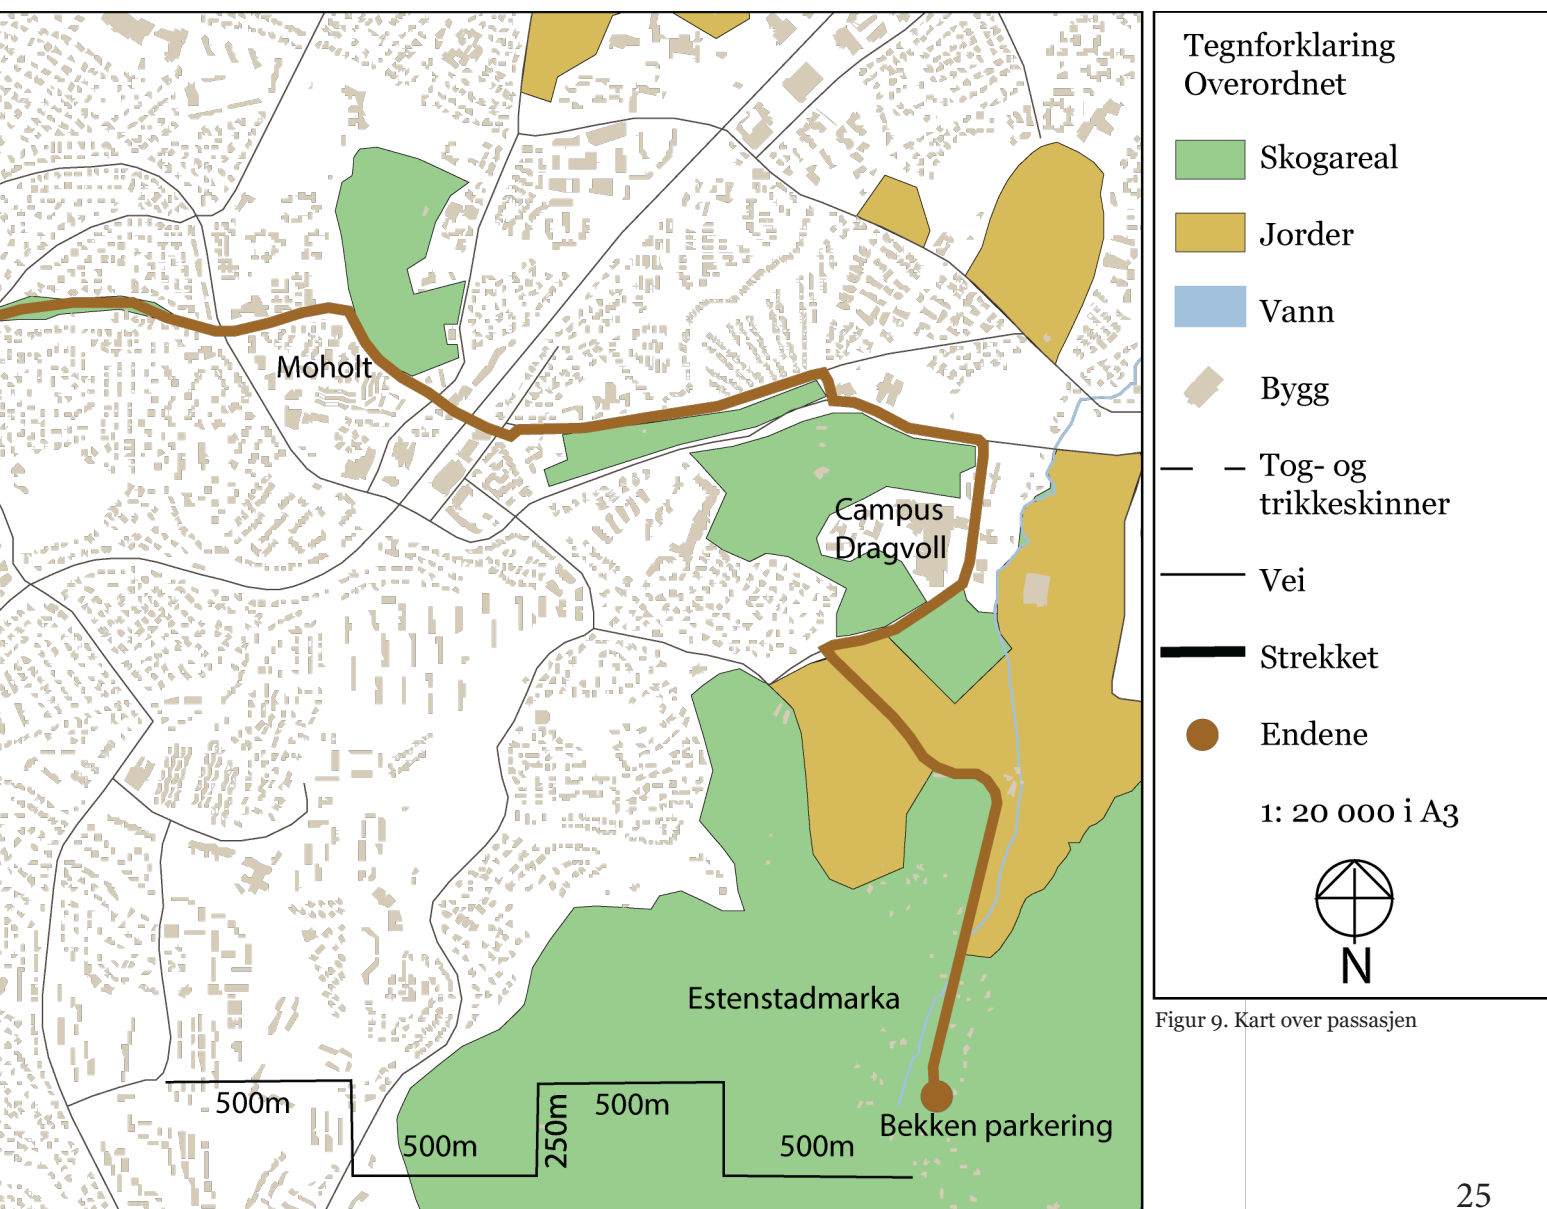 Moholt
Campus
Dragvoll
Estenstadmarka
Bekken parkering
500m
500m
250m
500m
500m
Tegnforklaring
Overordnet
Skogareal
Jorder
Vann
Bygg
Tog- og
trikkeskinner
Vei
Strekket
Endene
1: 20 000 i A3
N
Figur 9. Kart over passasjen
25